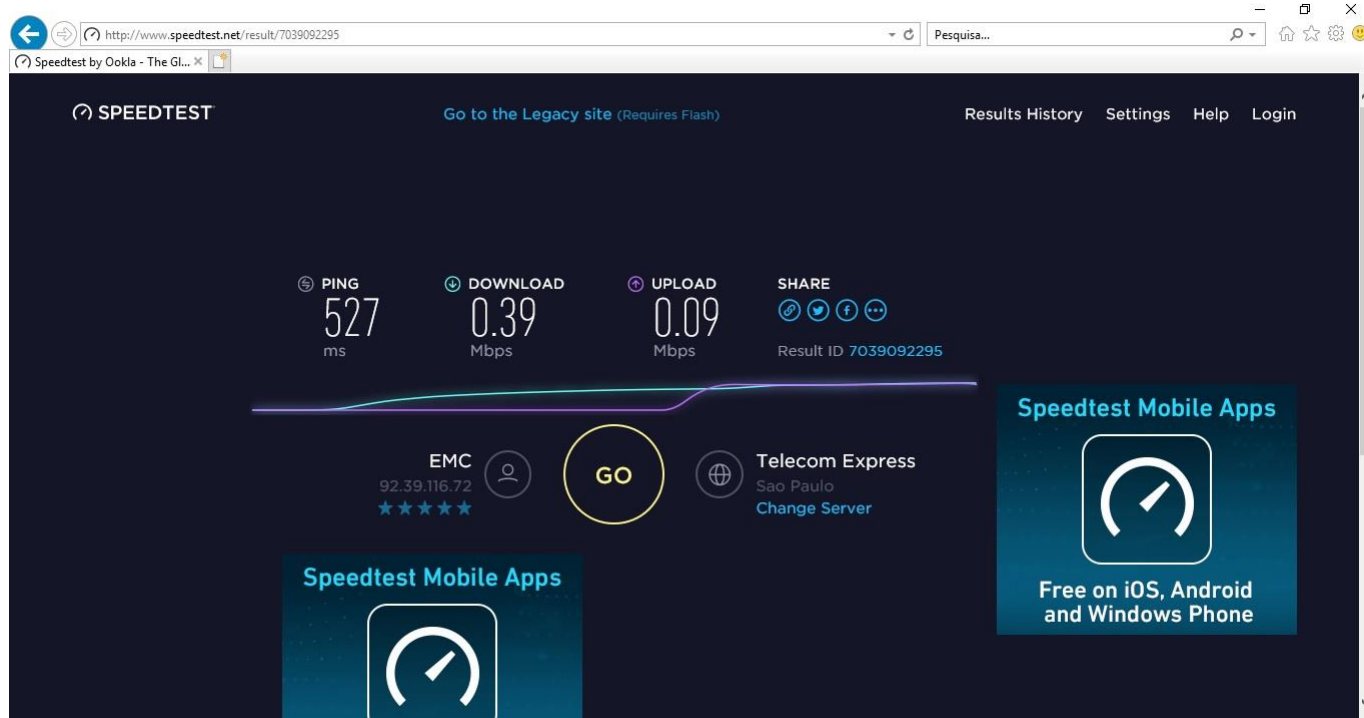 http://www.speedtest.net/result/7039092295
Pesquisa...
Speedtest by Ookla - The Gl...
SPEEDTEST
Go to the Legacy site (Requires Flash)
Results History Settings Help Login
PING DOWNLOAD UPLOAD SHARE
527 0.39 0.09
ms Mbps Mbps Result ID 7039092295
Speedtest Mobile Apps
EMC GO Telecom Express
92.39.116.72 Sao Paulo
Change Server
Free on iOS, Android
and Windows Phone
Speedtest Mobile Apps